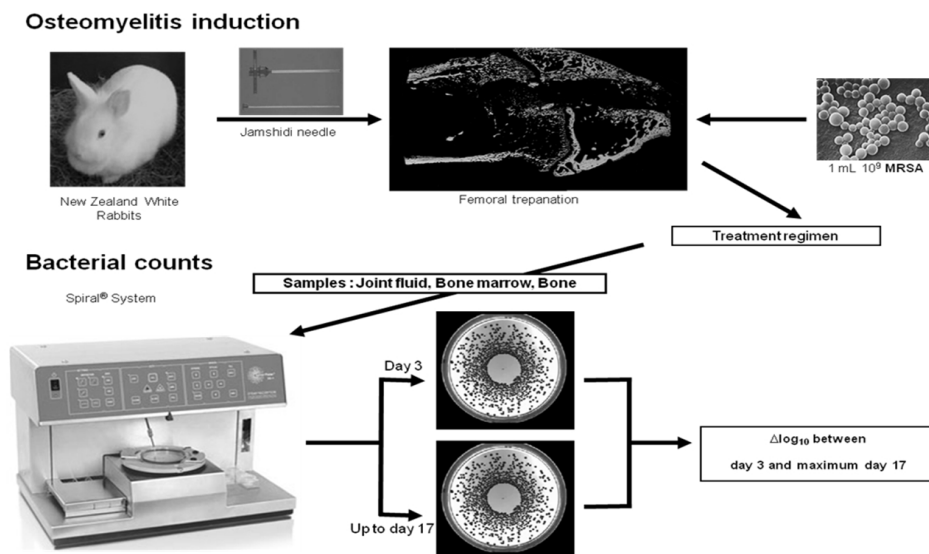 Osteomyelitis induction
Jamshidi needle
New Zealand White
Rabbits
Femoral trepanation
1 mL 10⁹ MRSA
Treatment regimen
Bacterial counts
Samples : Joint fluid, Bone marrow, Bone
Spiral® System
Day 3
Up to day 17
△log₁₀ between
day 3 and maximum day 17